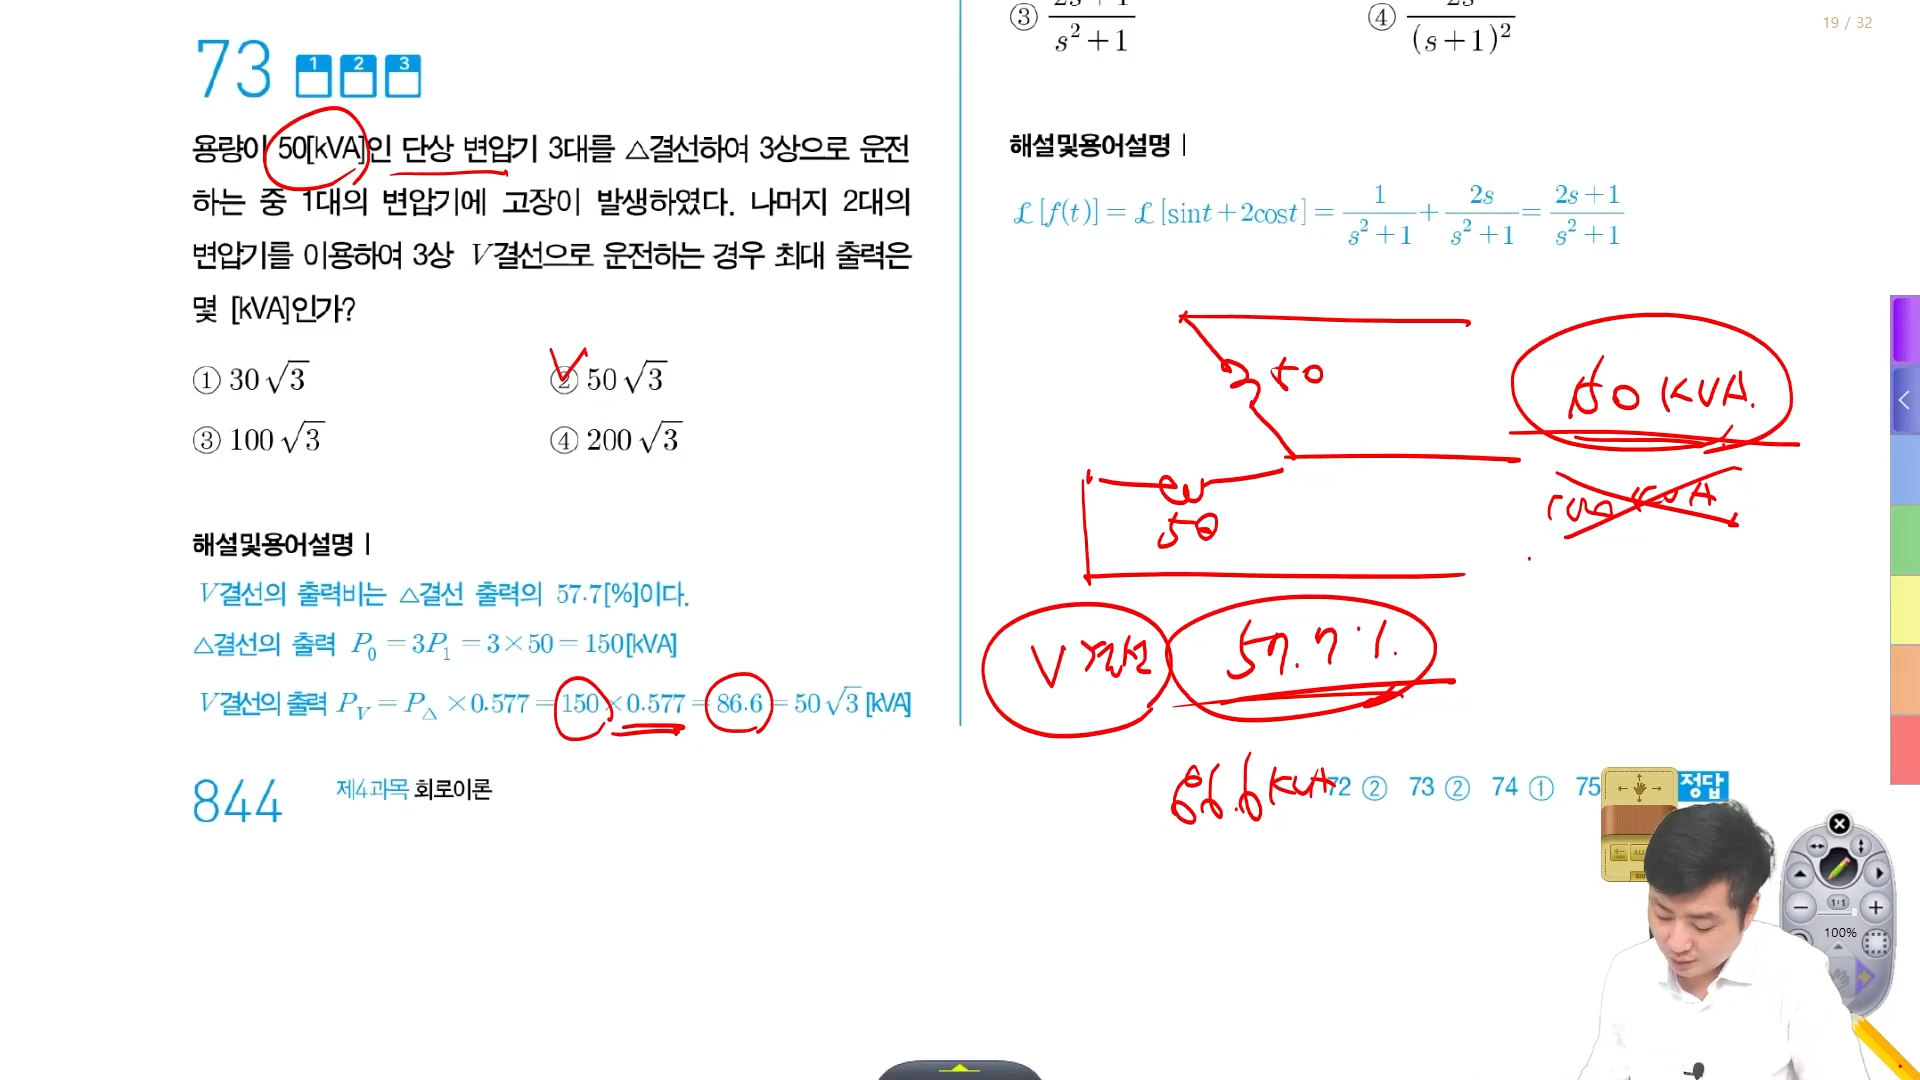 19 / 32
73 1 2 3
용량이 50[kVA]인 단상 변압기 3대를 △결선하여 3상으로 운전
하는 중 1대의 변압기에 고장이 발생하였다. 나머지 2대의
변압기를 이용하여 3상 V결선으로 운전하는 경우 최대 출력은
몇 [kVA]인가?
① 30√3 ② 50√3
③ 100√3 ④ 200√3
해설및용어설명 |
V결선의 출력비는 △결선 출력의 57.7[%]이다.
△결선의 출력 P₀ = 3P₁ = 3×50 = 150[kVA]
V결선의 출력 P_V = P_△ ×0.577 = 150×0.577 = 86.6 = 50√3 [kVA]
844 제4과목 회로이론
③ 2s+1 / s²+1 ④ 2s / (s+1)²
해설및용어설명 |
ℒ[f(t)] = ℒ[sint+2cost] = 1/(s²+1) + 2s/(s²+1) = (2s+1)/(s²+1)
50
50 KVA.
50
V결선 57.7%.
86.6 KVA
72 ② 73 ② 74 ① 75
정답
1:1
100%